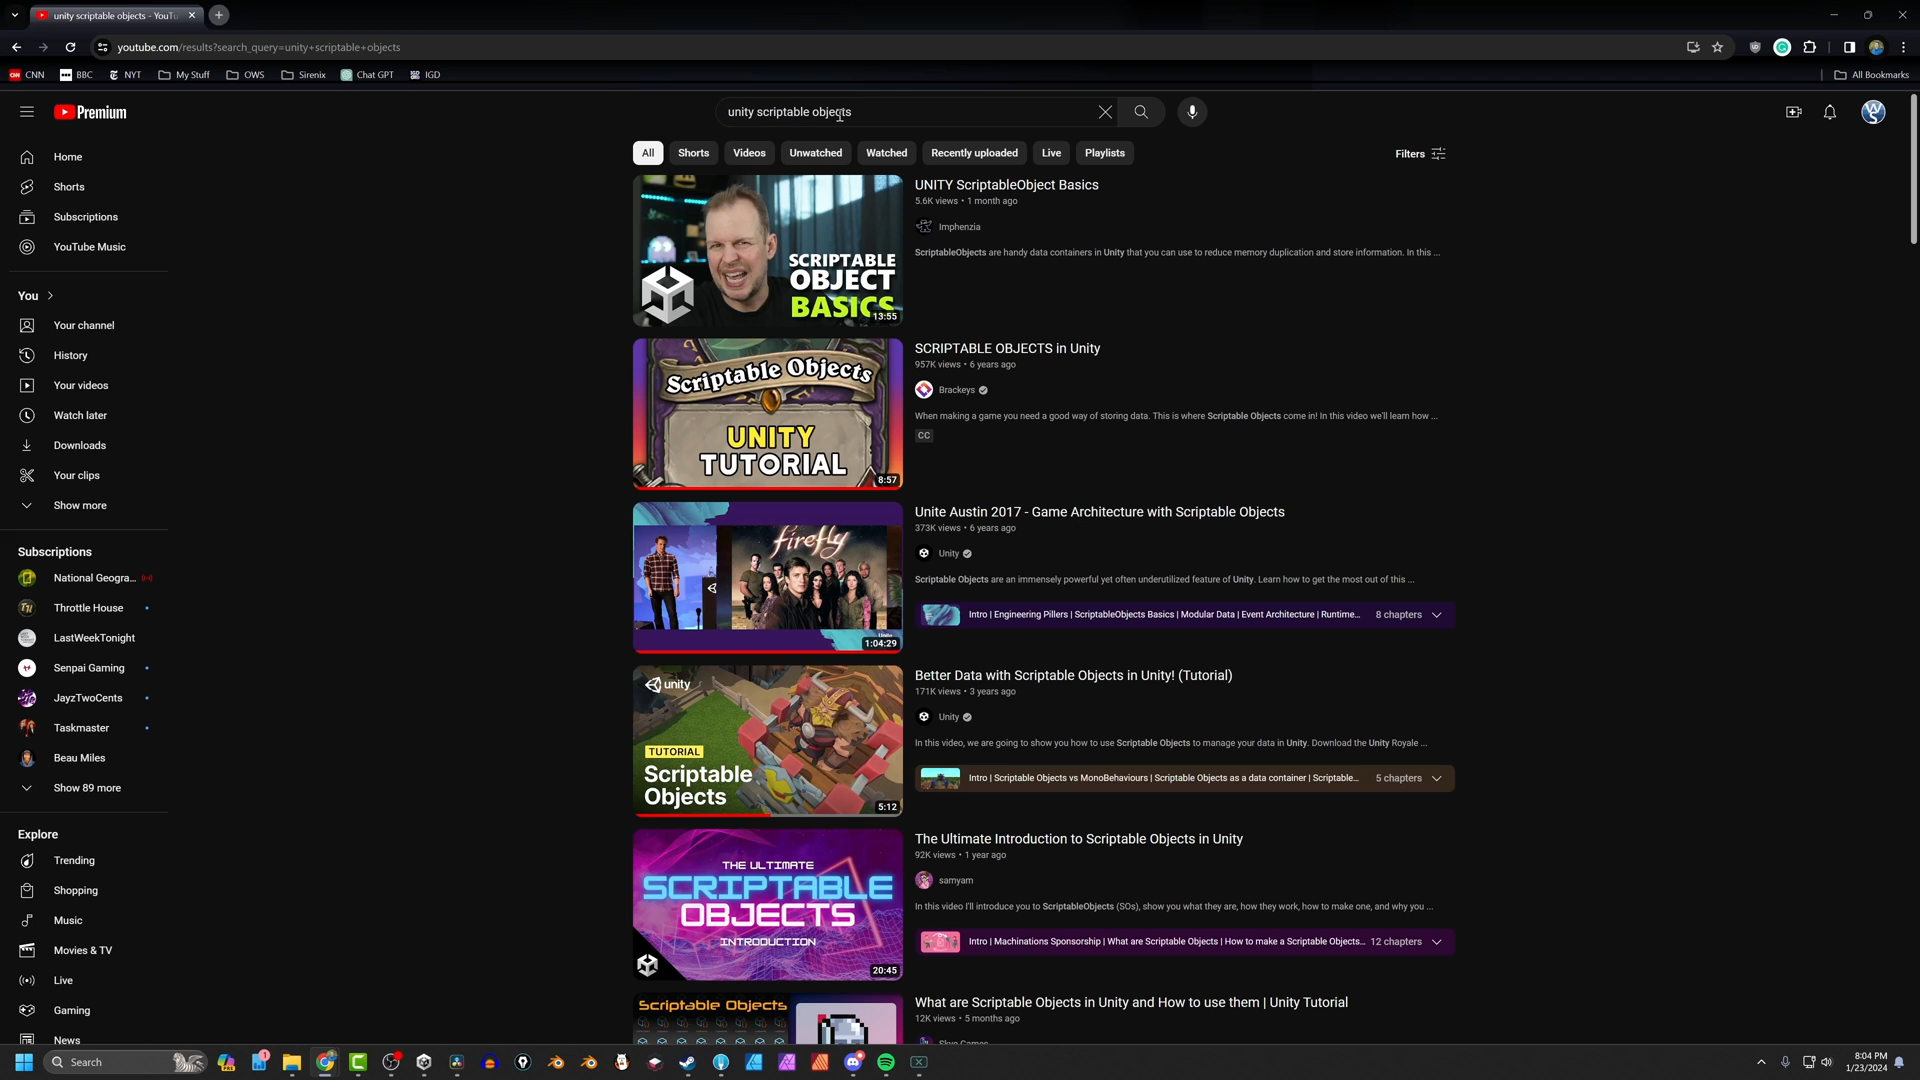 unity scriptable objects - YouTu
youtube.com/results?search_query=unity+scriptable+objects
CNN
BBC
NYT
My Stuff
OWS
Sirenix
Chat GPT
IGD
All Bookmarks
Premium
unity scriptable objects
Home
Shorts
Subscriptions
YouTube Music
You
Your channel
History
Your videos
Watch later
Downloads
Your clips
Show more
Subscriptions
National Geogra...
Throttle House
LastWeekTonight
Senpai Gaming
JayzTwoCents
Taskmaster
Beau Miles
Show 89 more
Explore
Trending
Shopping
Music
Movies & TV
Live
Gaming
News
All
Shorts
Videos
Unwatched
Watched
Recently uploaded
Live
Playlists
Filters
SCRIPTABLE
OBJECT
BASICS
13:55
UNITY ScriptableObject Basics
5.6K views • 1 month ago
Imphenzia
ScriptableObjects are handy data containers in Unity that you can use to reduce memory duplication and store information. In this ...
Scriptable Objects
UNITY
TUTORIAL
8:57
SCRIPTABLE OBJECTS in Unity
957K views • 6 years ago
Brackeys
When making a game you need a good way of storing data. This is where Scriptable Objects come in! In this video we'll learn how ...
CC
firefly
1:04:29
Unite Austin 2017 - Game Architecture with Scriptable Objects
373K views • 6 years ago
Unity
Scriptable Objects are an immensely powerful yet often underutilized feature of Unity. Learn how to get the most out of this ...
Intro | Engineering Pillers | ScriptableObjects Basics | Modular Data | Event Architecture | Runtime...
8 chapters
unity
TUTORIAL
Scriptable
Objects
5:12
Better Data with Scriptable Objects in Unity! (Tutorial)
171K views • 3 years ago
Unity
In this video, we are going to show you how to use Scriptable Objects to manage your data in Unity. Download the Unity Royale ...
Intro | Scriptable Objects vs MonoBehaviours | Scriptable Objects as a data container | Scriptable...
5 chapters
THE ULTIMATE
SCRIPTABLE
OBJECTS
INTRODUCTION
20:45
The Ultimate Introduction to Scriptable Objects in Unity
92K views • 1 year ago
samyam
In this video I'll introduce you to ScriptableObjects (SOs), show you what they are, how they work, how to make one, and why you ...
Intro | Machinations Sponsorship | What are Scriptable Objects | How to make a Scriptable Objects...
12 chapters
Scriptable Objects
What are Scriptable Objects in Unity and How to use them | Unity Tutorial
12K views • 5 months ago
Search
8:04 PM
1/23/2024